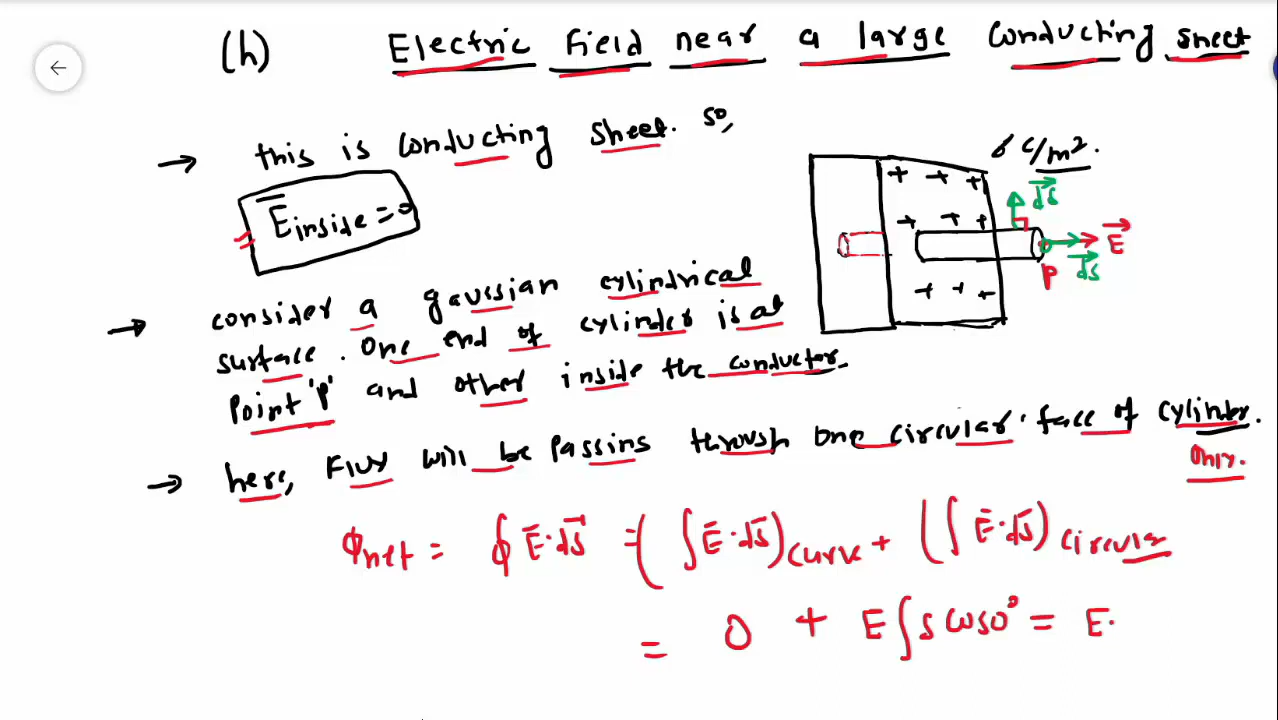 (h) Electric Field near a large conducting sheet
→ this is conducting sheet. so,
E̅ inside = 0
→ consider a gaussian cylindrical
surface. One end of cylinder is at
Point 'P' and other inside the conductor.
→ here, Flux will be passing through one circular face of cylinder.
only.
ϕnet = ∮ E̅·ds̅ = (∫ E̅·ds̅)curve + (∫ E̅·ds̅)circular
= 0 + E∫s cos0° = E·
σ C/m².
+ + +
+ + +
+ + +
ds⃗
E⃗
P
ds⃗